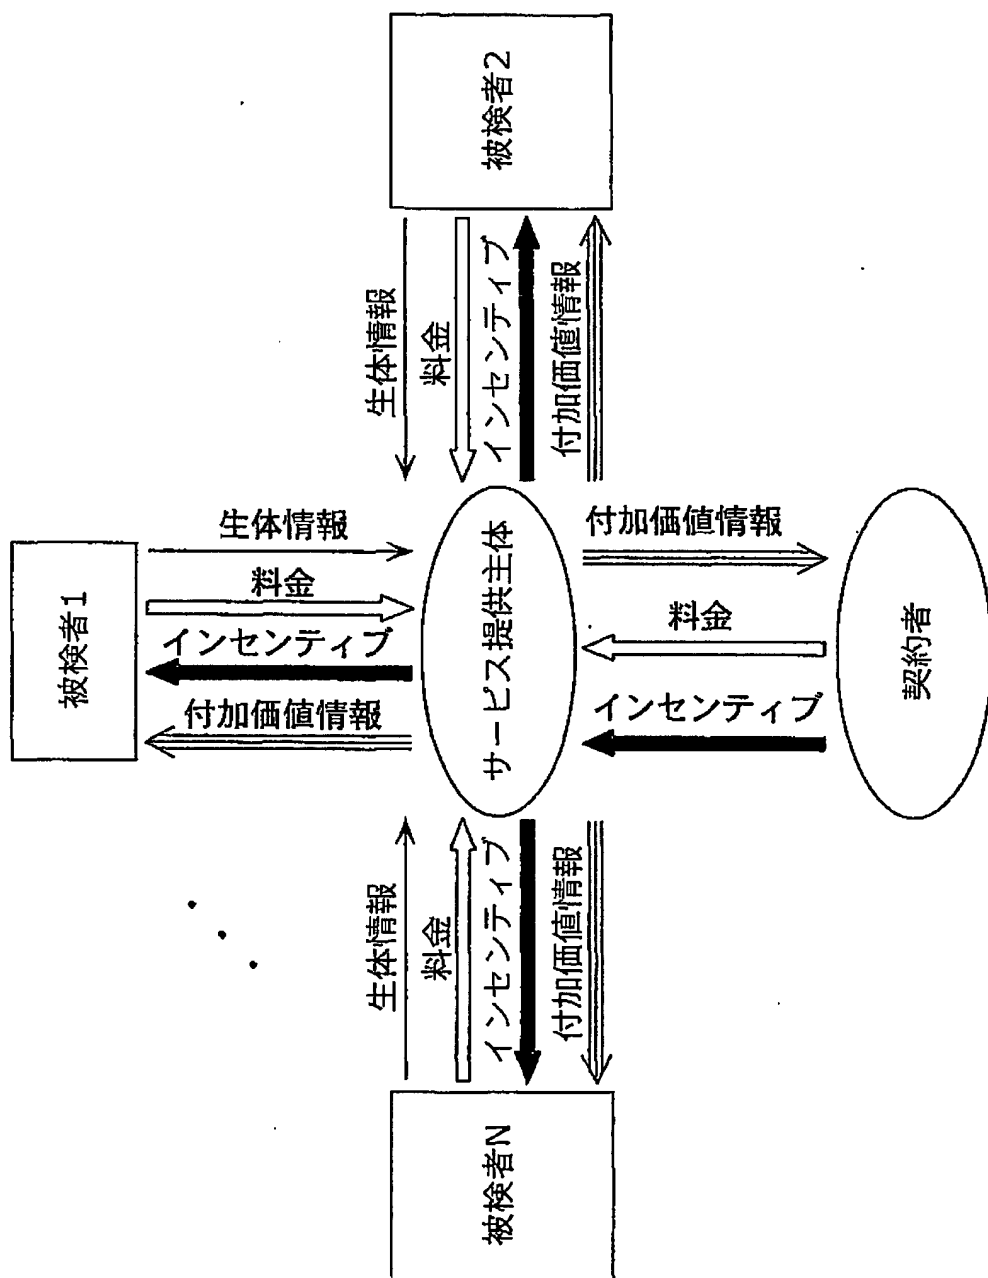 被検者2
生体情報
料金
インセンティブ
付加価値情報
被検者1
生体情報
料金
インセンティブ
付加価値情報
サービス提供主体
付加価値情報
料金
インセンティブ
契約者
生体情報
料金
インセンティブ
付加価値情報
被検者N